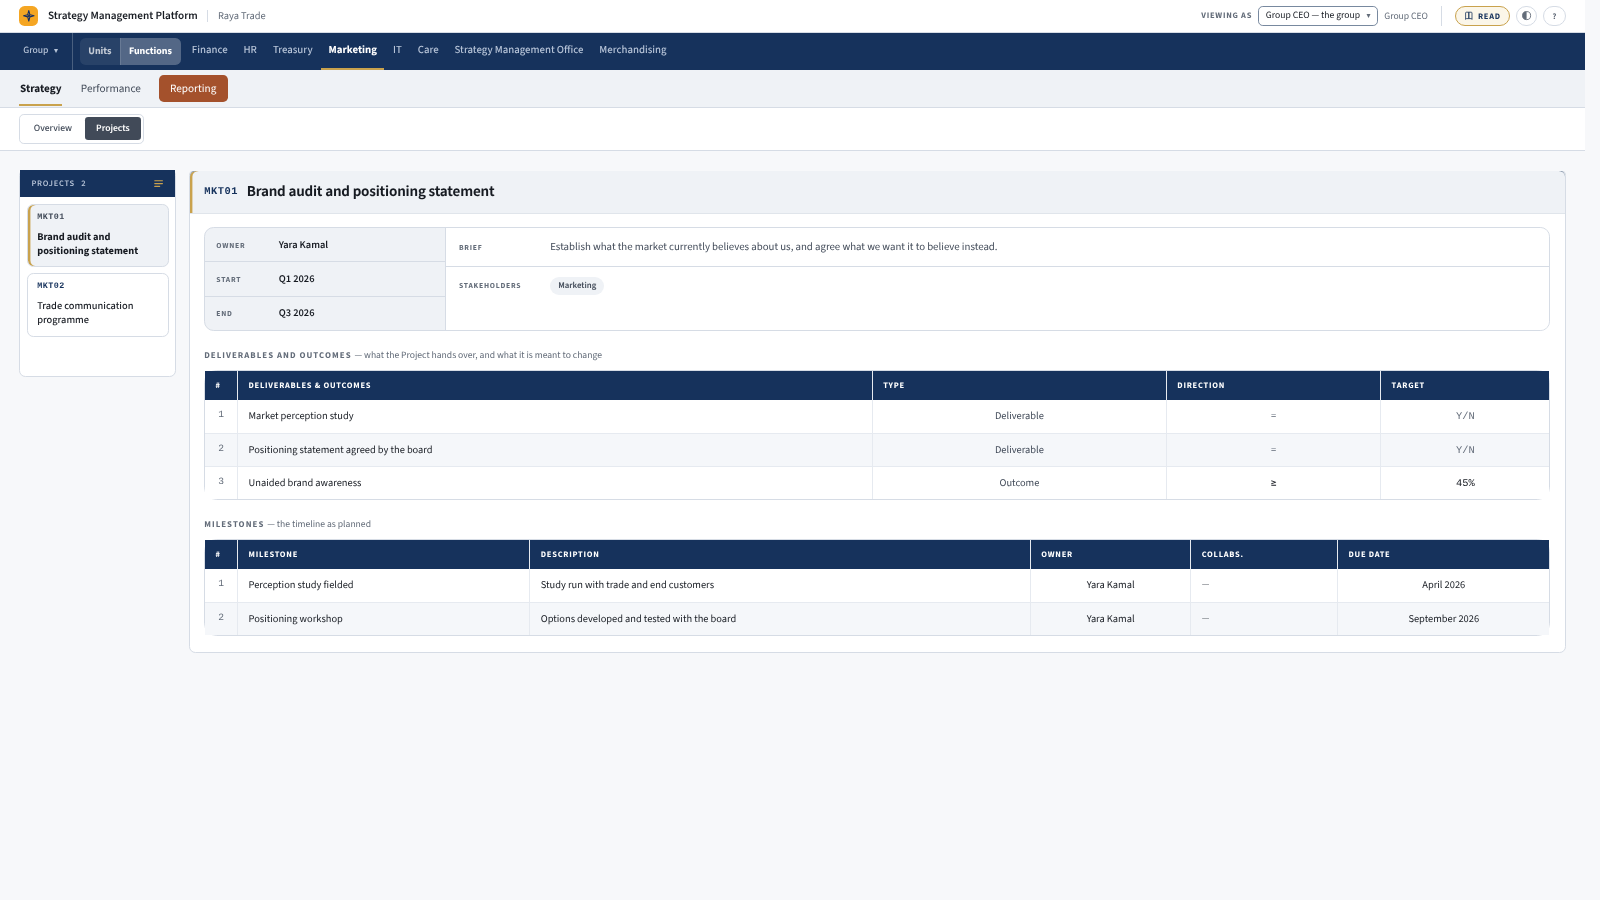 Strategy Management Platform Raya Trade VIEWING AS Group CEO — the group ▾ Group CEO READ ?
Group ▾ Units Functions Finance HR Treasury Marketing IT Care Strategy Management Office Merchandising
Strategy Performance Reporting
Overview Projects
PROJECTS 2
MKT01
Brand audit and
positioning statement
MKT02
Trade communication
programme
MKT01 Brand audit and positioning statement
OWNER Yara Kamal
START Q1 2026
END Q3 2026
BRIEF Establish what the market currently believes about us, and agree what we want it to believe instead.
STAKEHOLDERS Marketing
DELIVERABLES AND OUTCOMES — what the Project hands over, and what it is meant to change
# DELIVERABLES & OUTCOMES TYPE DIRECTION TARGET
1 Market perception study Deliverable = Y/N
2 Positioning statement agreed by the board Deliverable = Y/N
3 Unaided brand awareness Outcome ≥ 45%
MILESTONES — the timeline as planned
# MILESTONE DESCRIPTION OWNER COLLABS. DUE DATE
1 Perception study fielded Study run with trade and end customers Yara Kamal — April 2026
2 Positioning workshop Options developed and tested with the board Yara Kamal — September 2026